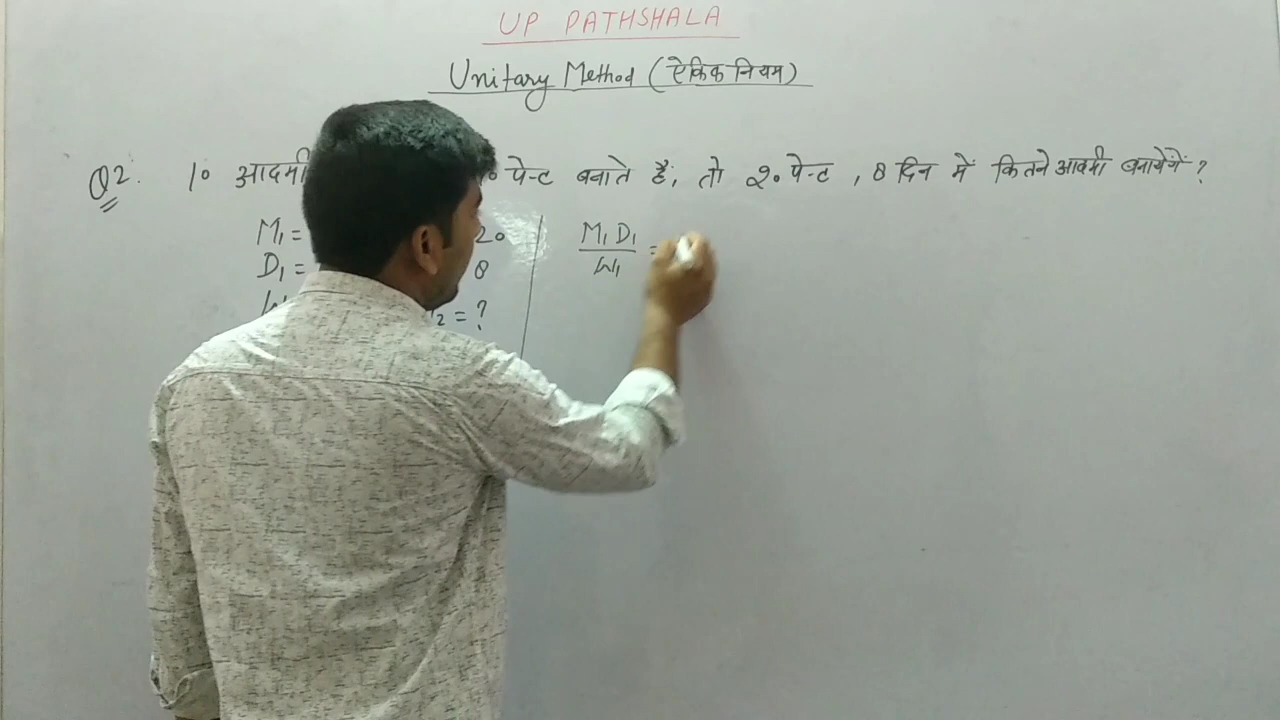 UP PATHSHALA
Unitary Method (ऐकिक नियम)
Q2. 10 आदमी पेन्ट बनाते हैं, तो 20 पेन्ट, 8 दिन में कितने आदमी बनायेगें ?
M₁ = 20
D₁ = 8
₂ = ?
M₁ D₁
W₁
=